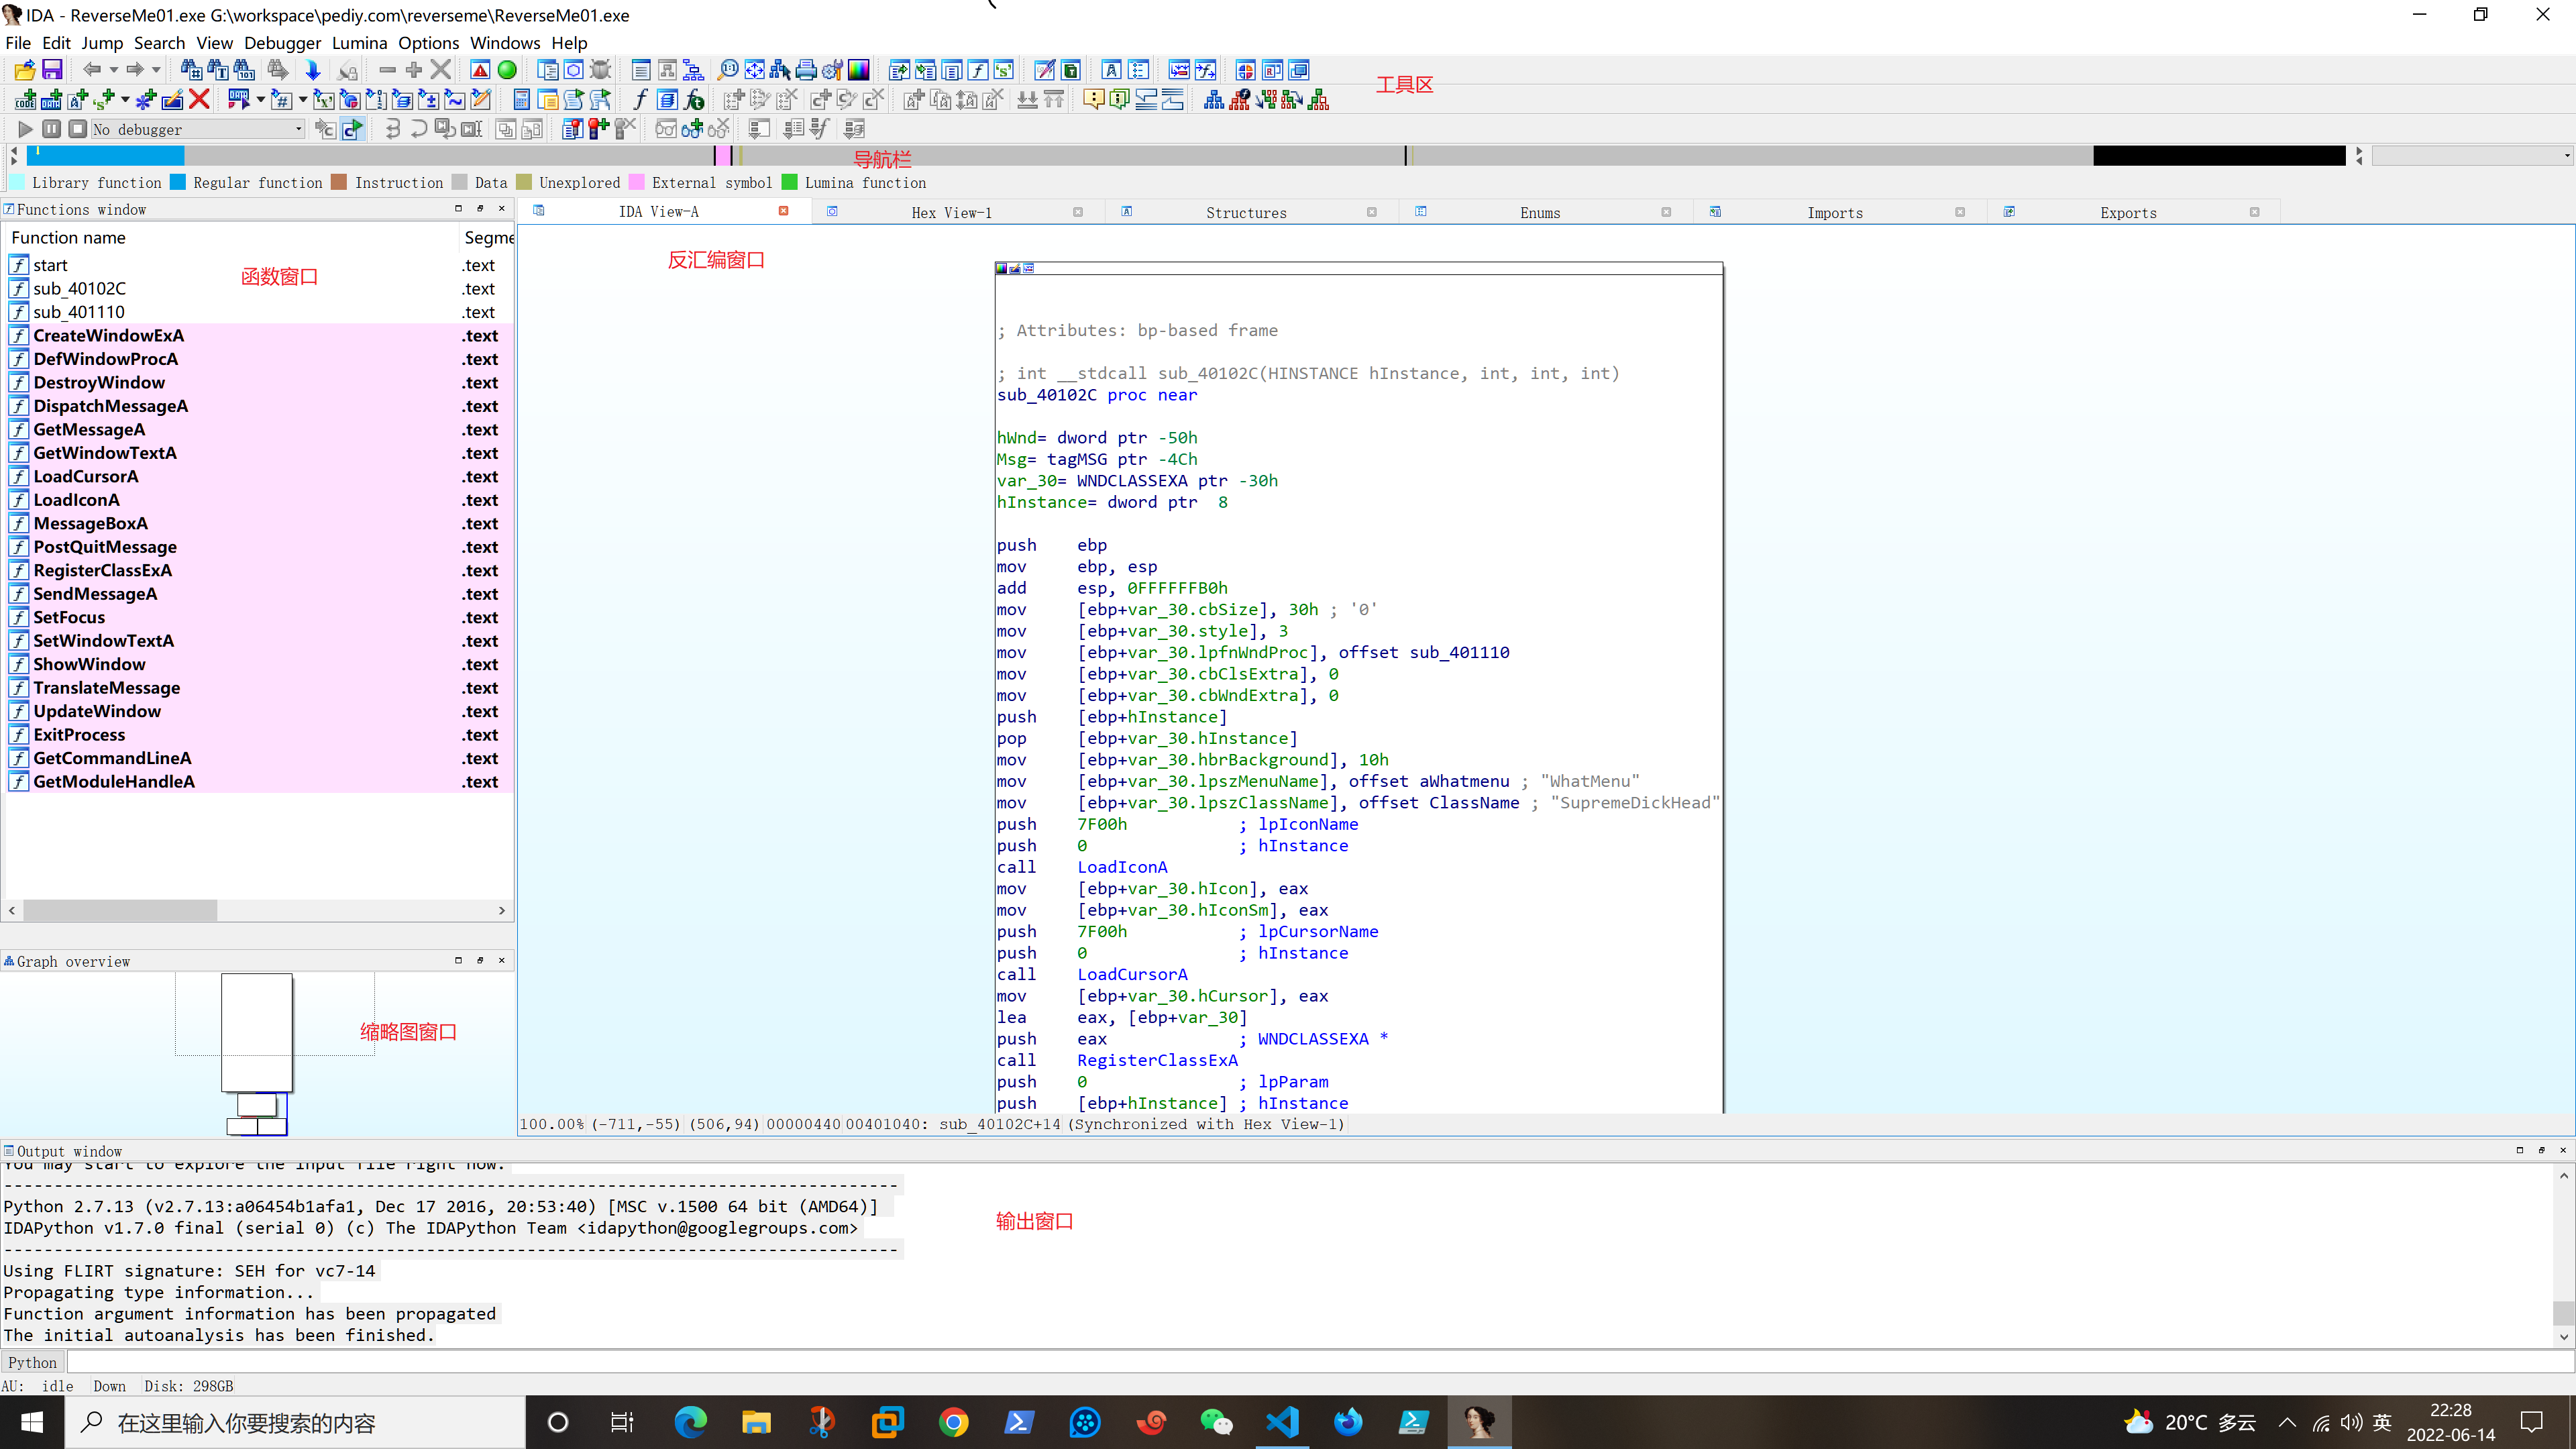 IDA - ReverseMe01.exe G:\workspace\pediy.com\reverseme\ReverseMe01.exe
File Edit Jump Search View Debugger Lumina Options Windows Help
工具区
No debugger
导航栏
Library function Regular function Instruction Data Unexplored External symbol Lumina function
Functions window
Function name Segme
函数窗口
start .text
sub_40102C .text
sub_401110 .text
CreateWindowExA .text
DefWindowProcA .text
DestroyWindow .text
DispatchMessageA .text
GetMessageA .text
GetWindowTextA .text
LoadCursorA .text
LoadIconA .text
MessageBoxA .text
PostQuitMessage .text
RegisterClassExA .text
SendMessageA .text
SetFocus .text
SetWindowTextA .text
ShowWindow .text
TranslateMessage .text
UpdateWindow .text
ExitProcess .text
GetCommandLineA .text
GetModuleHandleA .text
Graph overview
缩略图窗口
IDA View-A Hex View-1 Structures Enums Imports Exports
反汇编窗口
; Attributes: bp-based frame
; int __stdcall sub_40102C(HINSTANCE hInstance, int, int, int)
sub_40102C proc near
hWnd= dword ptr -50h
Msg= tagMSG ptr -4Ch
var_30= WNDCLASSEXA ptr -30h
hInstance= dword ptr  8
push ebp
mov ebp, esp
add esp, 0FFFFFFB0h
mov [ebp+var_30.cbSize], 30h ; '0'
mov [ebp+var_30.style], 3
mov [ebp+var_30.lpfnWndProc], offset sub_401110
mov [ebp+var_30.cbClsExtra], 0
mov [ebp+var_30.cbWndExtra], 0
push [ebp+hInstance]
pop [ebp+var_30.hInstance]
mov [ebp+var_30.hbrBackground], 10h
mov [ebp+var_30.lpszMenuName], offset aWhatmenu ; "WhatMenu"
mov [ebp+var_30.lpszClassName], offset ClassName ; "SupremeDickHead"
push 7F00h ; lpIconName
push 0 ; hInstance
call LoadIconA
mov [ebp+var_30.hIcon], eax
mov [ebp+var_30.hIconSm], eax
push 7F00h ; lpCursorName
push 0 ; hInstance
call LoadCursorA
mov [ebp+var_30.hCursor], eax
lea eax, [ebp+var_30]
push eax ; WNDCLASSEXA *
call RegisterClassExA
push 0 ; lpParam
push [ebp+hInstance] ; hInstance
100.00% (-711,-55) (506,94) 00000440 00401040: sub_40102C+14 (Synchronized with Hex View-1)
Output window
You may start to explore the input file right now.
-----------------------------------------------------------------------------------------
Python 2.7.13 (v2.7.13:a06454b1afa1, Dec 17 2016, 20:53:40) [MSC v.1500 64 bit (AMD64)]
IDAPython v1.7.0 final (serial 0) (c) The IDAPython Team <idapython@googlegroups.com>
-----------------------------------------------------------------------------------------
Using FLIRT signature: SEH for vc7-14
Propagating type information...
Function argument information has been propagated
The initial autoanalysis has been finished.
输出窗口
Python
AU: idle Down Disk: 298GB
在这里输入你要搜索的内容
20°C 多云
英
22:28
2022-06-14